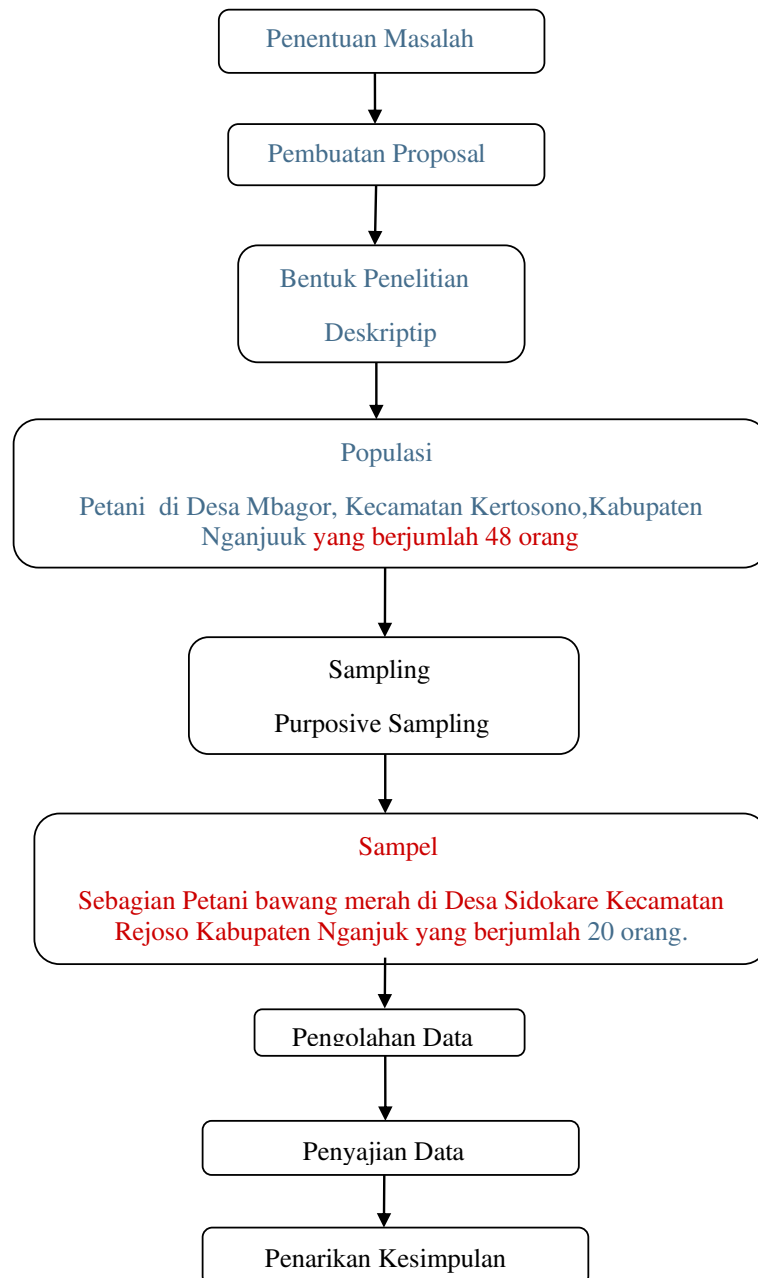 Penentuan Masalah
Pembuatan Proposal
Bentuk Penelitian
Deskriptip
Populasi
Petani di Desa Mbagor, Kecamatan Kertosono,Kabupaten
Nganjuuk yang berjumlah 48 orang
Sampling
Purposive Sampling
Sampel
Sebagian Petani bawang merah di Desa Sidokare Kecamatan
Rejoso Kabupaten Nganjuk yang berjumlah 20 orang.
Pengolahan Data
Penyajian Data
Penarikan Kesimpulan